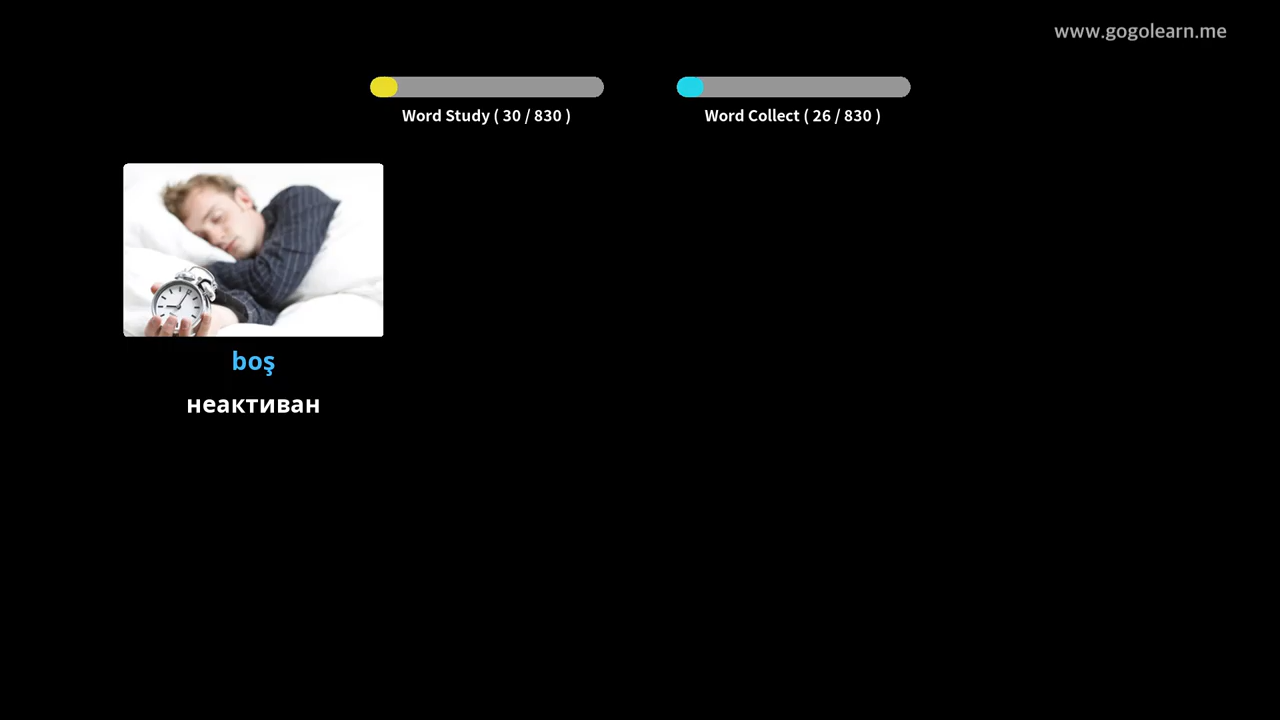 www.gogolearn.me
Word Study ( 30 / 830 )
Word Collect ( 26 / 830 )
boş
неактиван